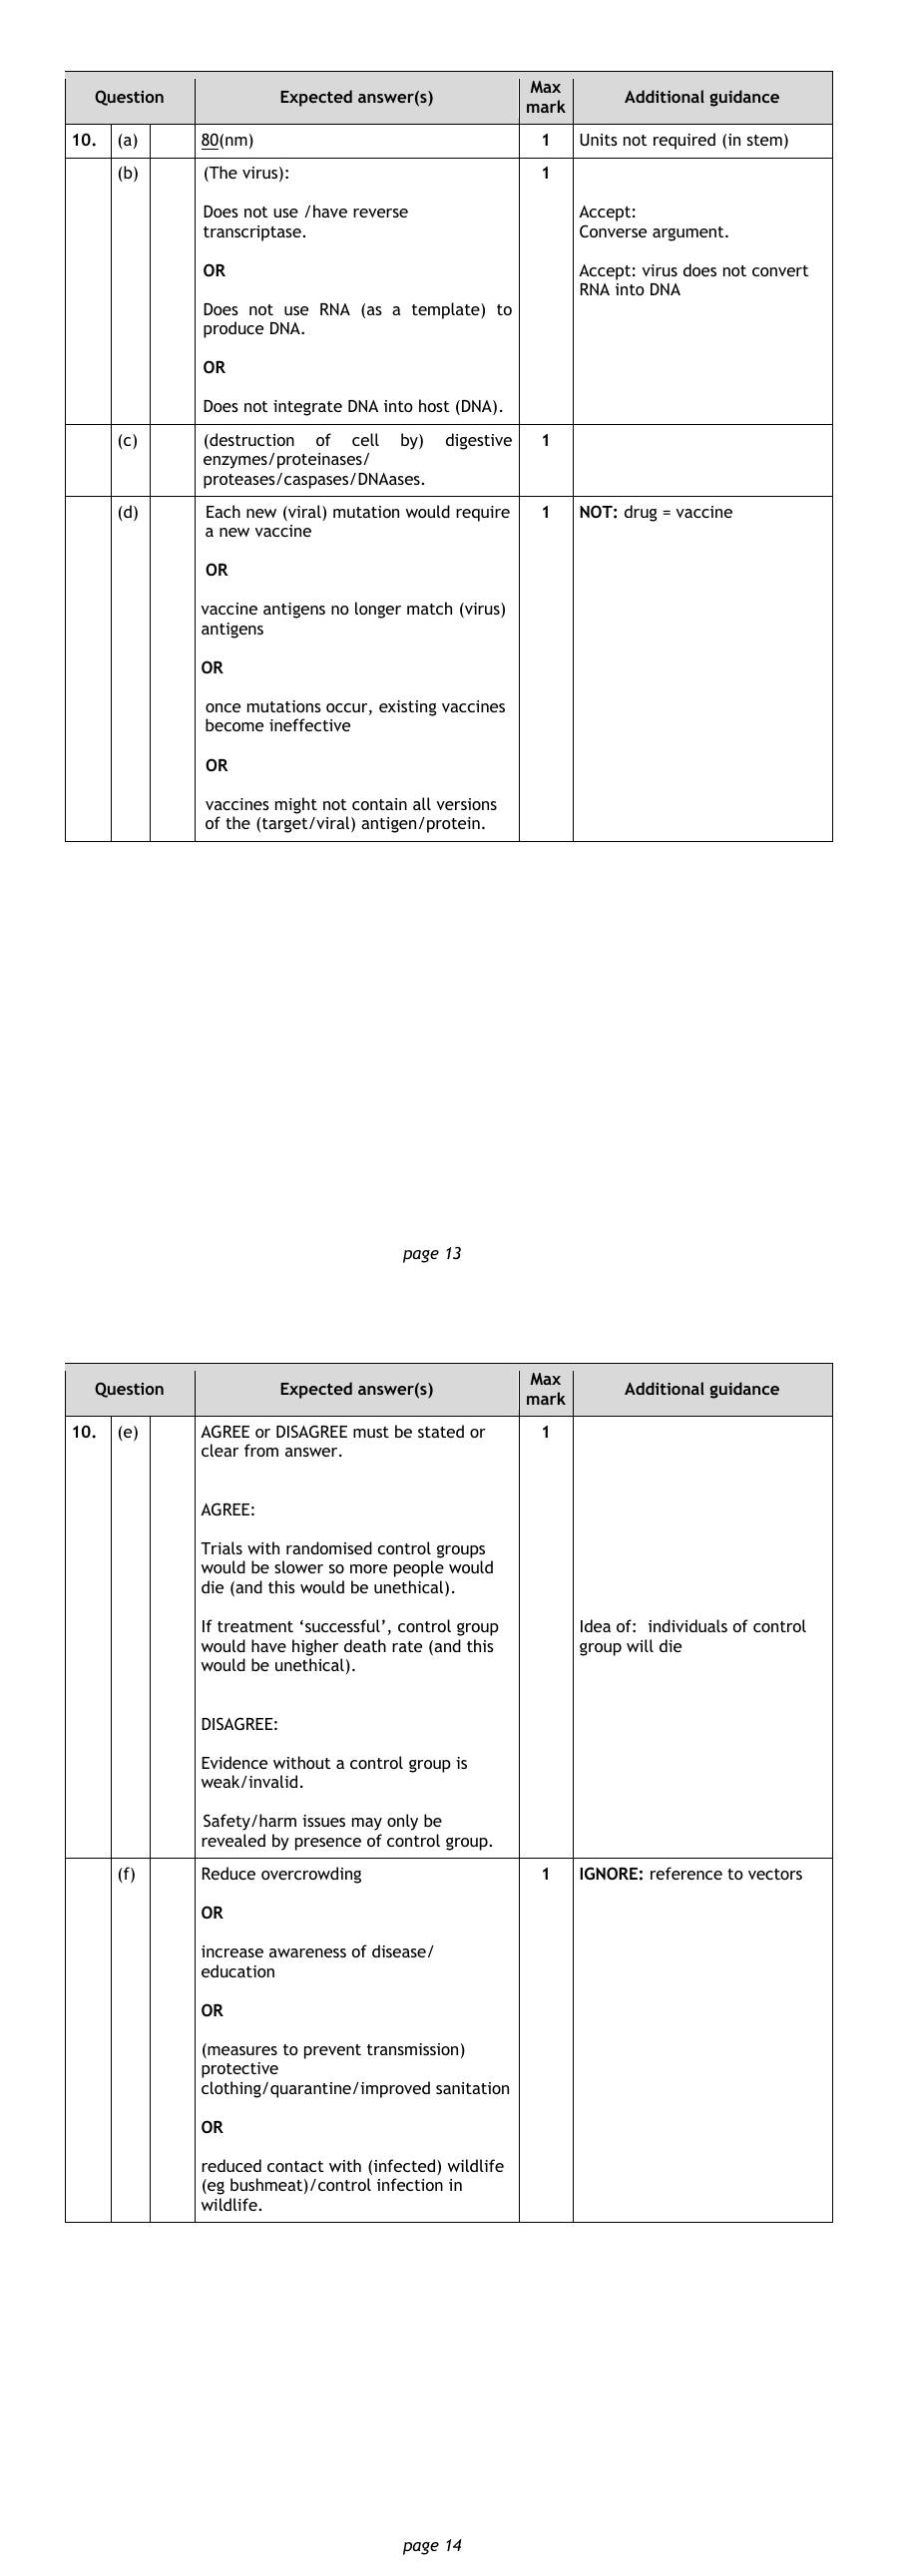 Question Expected answer(s) Max mark Additional guidance
10. (a) 80(nm) 1 Units not required (in stem)
(b) (The virus): 1
Does not use /have reverse
transcriptase.
Accept:
Converse argument.
OR
Accept: virus does not convert
RNA into DNA
Does not use RNA (as a template) to
produce DNA.
OR
Does not integrate DNA into host (DNA).
(c) (destruction of cell by) digestive 1
enzymes/proteinases/
proteases/caspases/DNAases.
(d) Each new (viral) mutation would require 1 NOT: drug = vaccine
a new vaccine
OR
vaccine antigens no longer match (virus)
antigens
OR
once mutations occur, existing vaccines
become ineffective
OR
vaccines might not contain all versions
of the (target/viral) antigen/protein.
page 13
Question Expected answer(s) Max mark Additional guidance
10. (e) AGREE or DISAGREE must be stated or 1
clear from answer.
AGREE:
Trials with randomised control groups
would be slower so more people would
die (and this would be unethical).
If treatment ‘successful’, control group
would have higher death rate (and this
would be unethical).
Idea of: individuals of control
group will die
DISAGREE:
Evidence without a control group is
weak/invalid.
Safety/harm issues may only be
revealed by presence of control group.
(f) Reduce overcrowding 1 IGNORE: reference to vectors
OR
increase awareness of disease/
education
OR
(measures to prevent transmission)
protective
clothing/quarantine/improved sanitation
OR
reduced contact with (infected) wildlife
(eg bushmeat)/control infection in
wildlife.
page 14